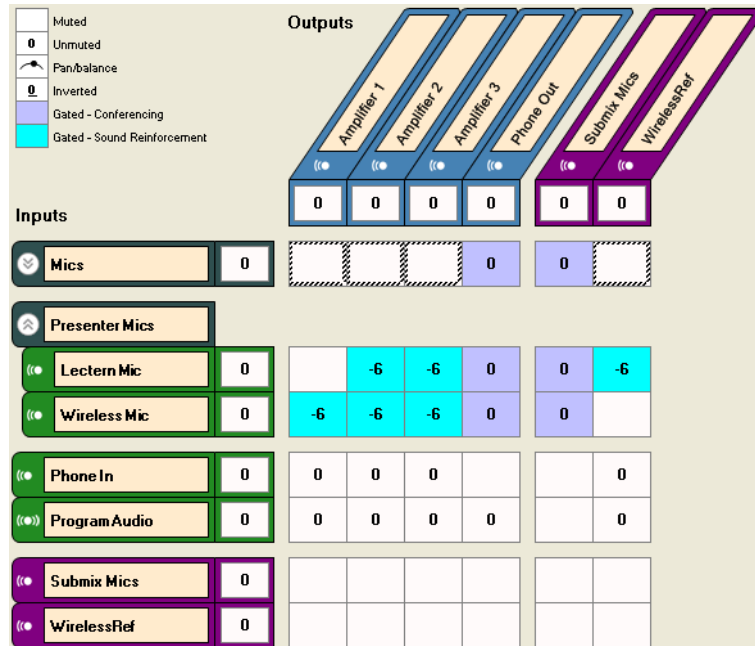 Muted
0 Unmuted
Pan/balance
0 Inverted
Gated - Conferencing
Gated - Sound Reinforcement
Outputs
Amplifier 1
Amplifier 2
Amplifier 3
Phone Out
Submix Mics
WirelessRef
0 0 0 0 0 0
Inputs
Mics 0 0 0
Presenter Mics
Lectern Mic 0 -6 -6 0 0 -6
Wireless Mic 0 -6 -6 -6 0 0
Phone In 0 0 0 0 0
Program Audio 0 0 0 0 0 0
Submix Mics 0
WirelessRef 0